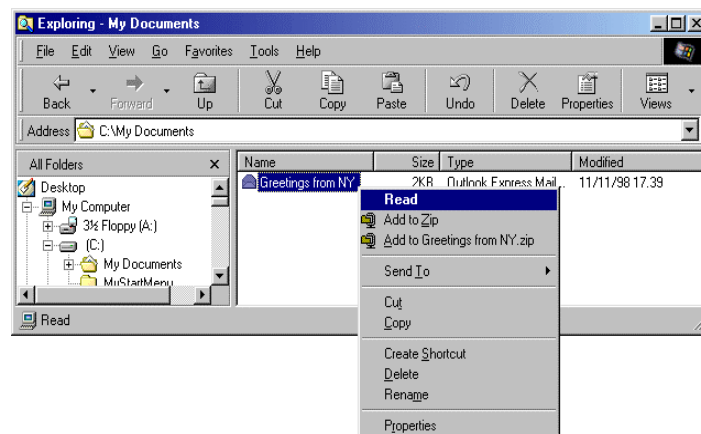 Exploring - My Documents
File Edit View Go Favorites Tools Help
Back Forward Up Cut Copy Paste Undo Delete Properties Views
Address C:\My Documents
All Folders x Name Size Type Modified
Desktop
Greetings from NY 2KB Outlook Express Mail... 11/11/98 17.39
My Computer
3½ Floppy (A:)
(C:)
My Documents
MyStartMenu
Read
Read
Add to Zip
Add to Greetings from NY.zip
Send To
Cut
Copy
Create Shortcut
Delete
Rename
Properties